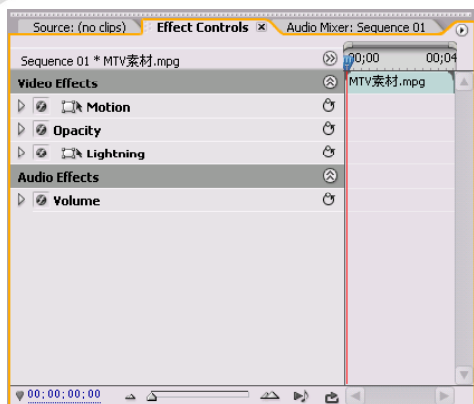 Source: (no clips) Effect Controls Audio Mixer: Sequence 01
Sequence 01 * MTV素材.mpg
00;00 00;04
Video Effects
MTV素材.mpg
Motion
Opacity
Lightning
Audio Effects
Volume
00;00;00;00